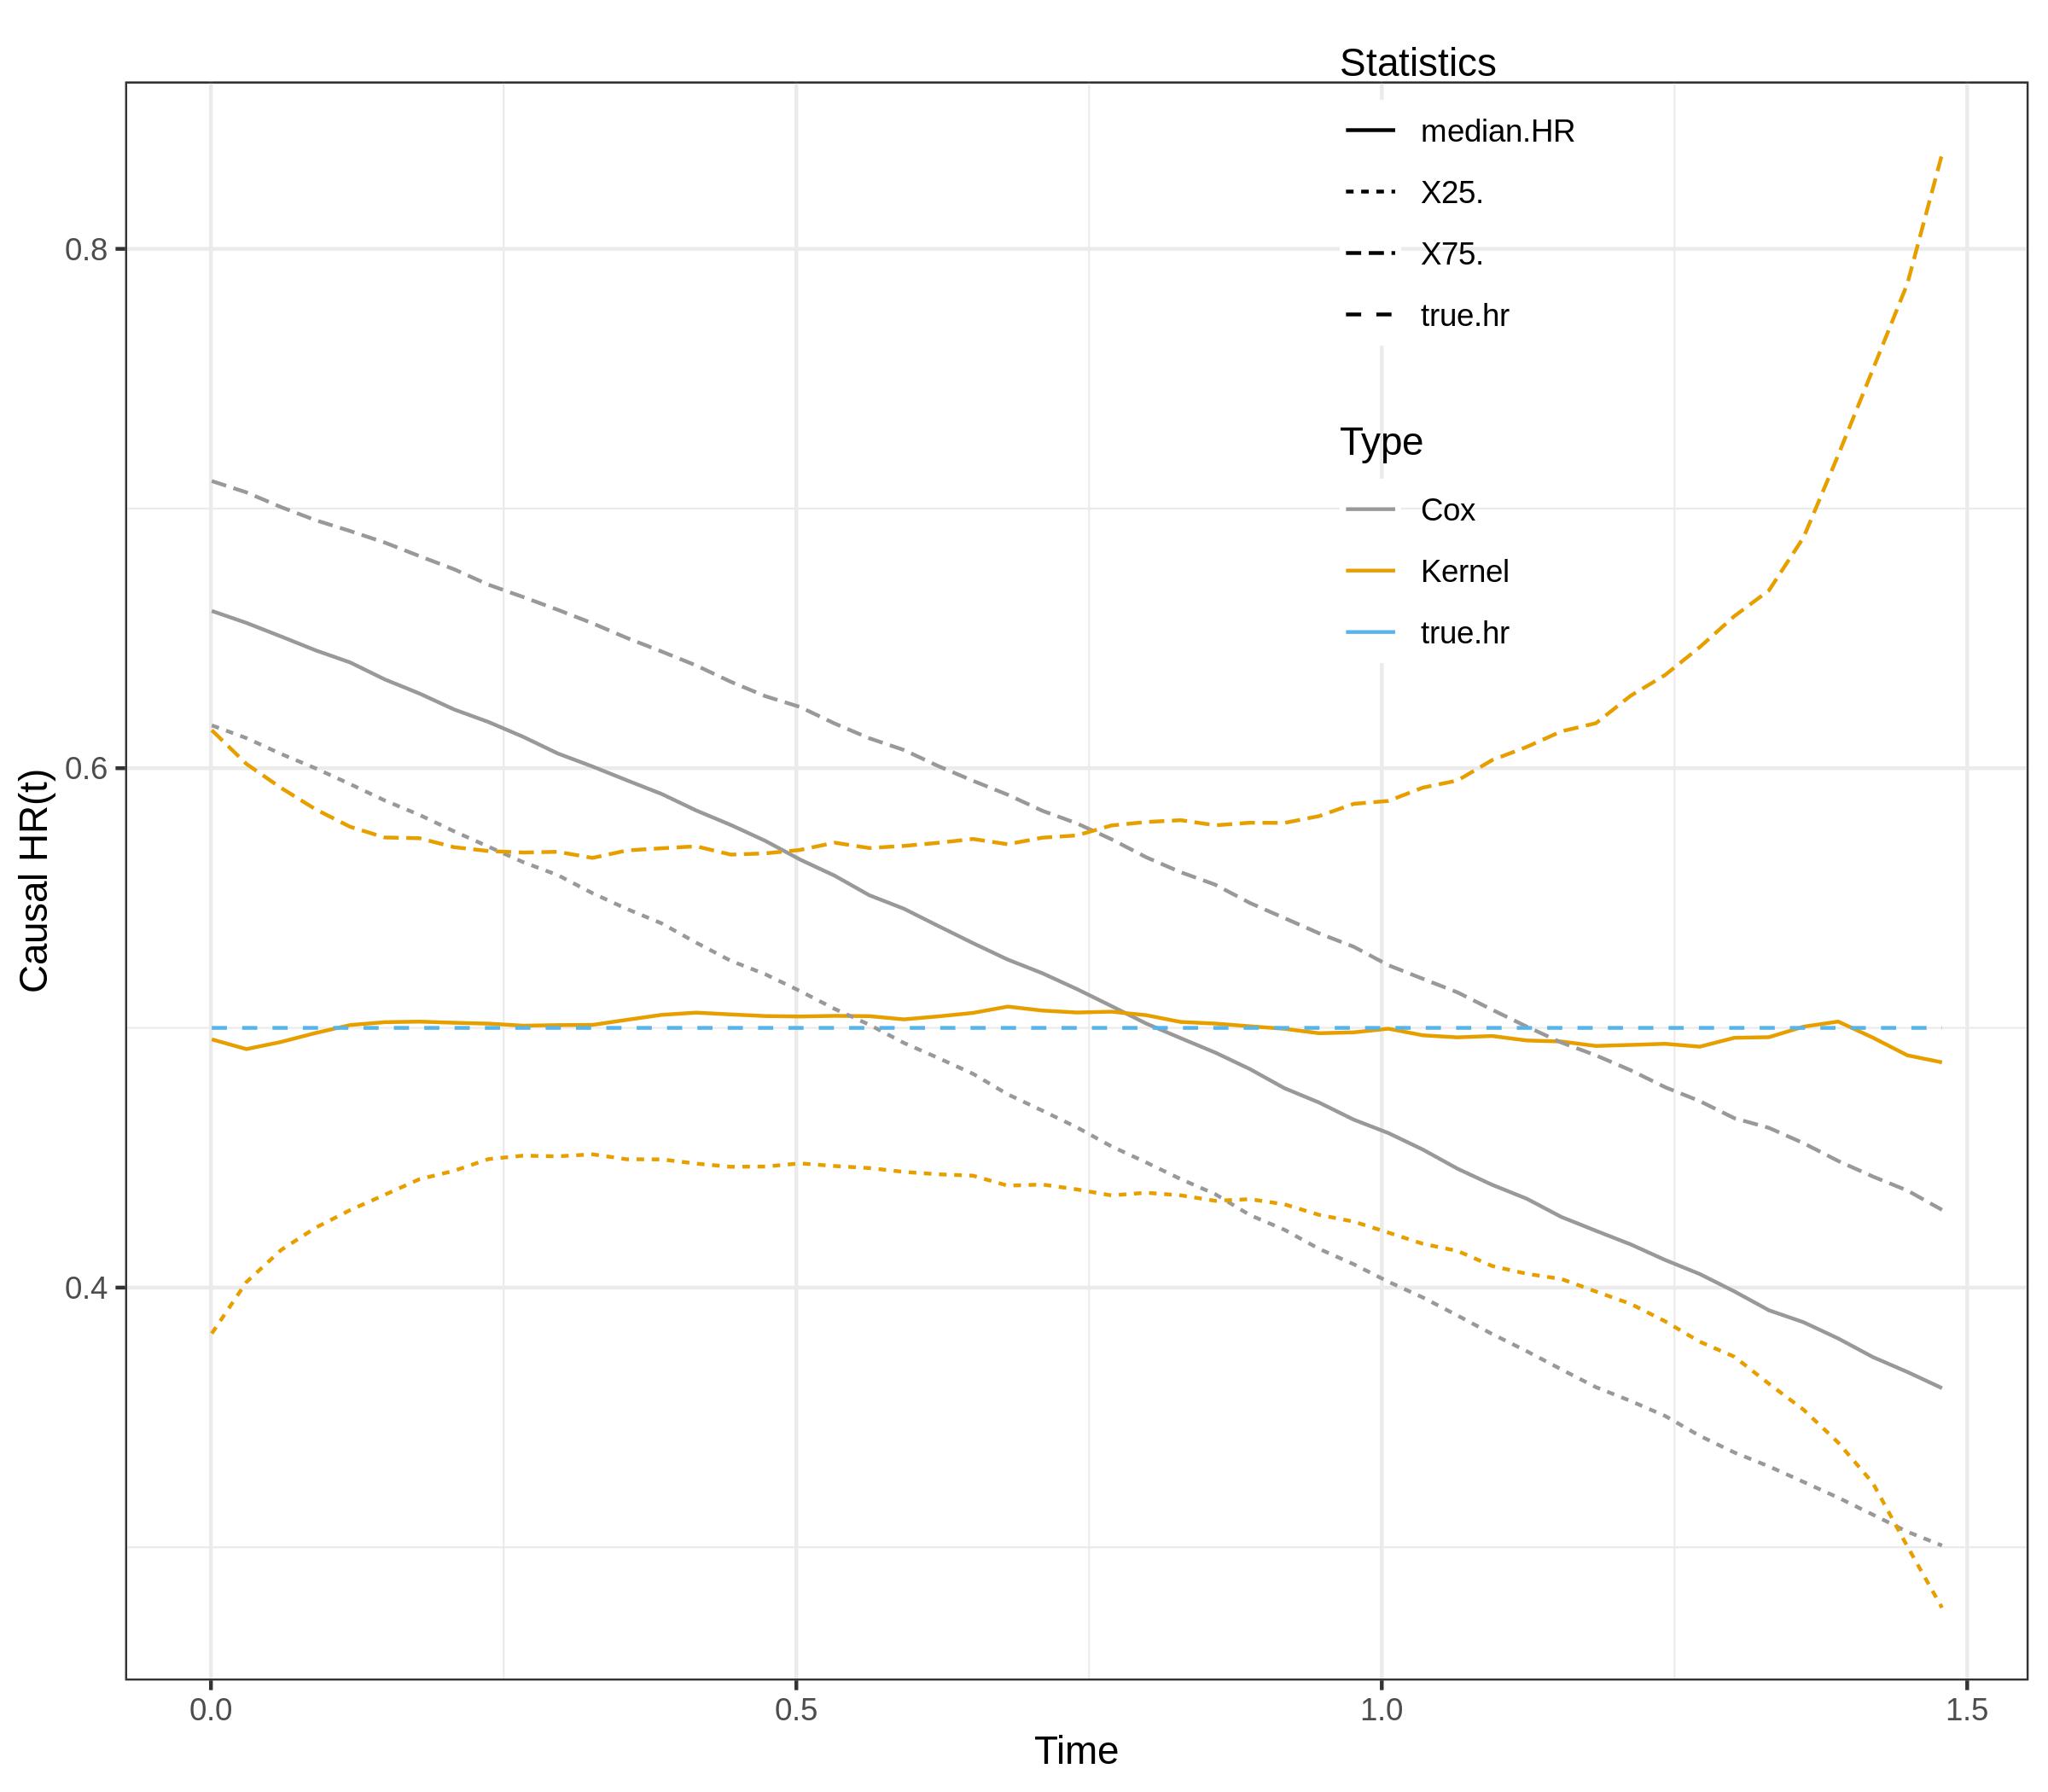 Statistics
median.HR
X25.
X75.
true.hr
Type
Cox
Kernel
true.hr
Causal HR(t)
0.8
0.6
0.4
0.0 0.5 1.0 1.5
Time